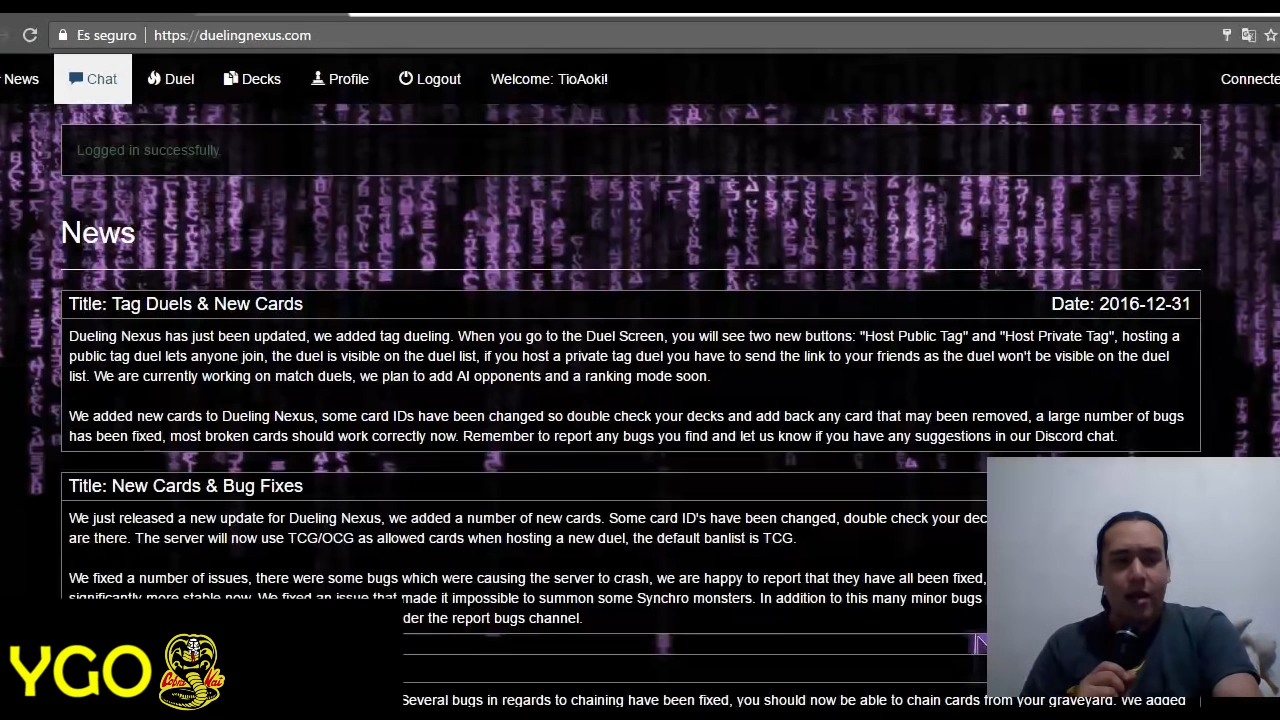 Es seguro https://duelingnexus.com
News Chat Duel Decks Profile Logout Welcome: TioAoki!
Logged in successfully. x
News
Title: Tag Duels & New Cards Date: 2016-12-31
Dueling Nexus has just been updated, we added tag dueling. When you go to the Duel Screen, you will see two new buttons: "Host Public Tag" and "Host Private Tag", hosting a
public tag duel lets anyone join, the duel is visible on the duel list, if you host a private tag duel you have to send the link to your friends as the duel won't be visible on the duel
list. We are currently working on match duels, we plan to add AI opponents and a ranking mode soon.
We added new cards to Dueling Nexus, some card IDs have been changed so double check your decks and add back any card that may been removed, a large number of bugs
has been fixed, most broken cards should work correctly now. Remember to report any bugs you find and let us know if you have any suggestions in our Discord chat.
Title: New Cards & Bug Fixes
We just released a new update for Dueling Nexus, we added a number of new cards. Some card ID's have been changed, double check your
are there. The server will now use TCG/OCG as allowed cards when hosting a new duel, the default banlist is TCG.
We fixed a number of issues, there were some bugs which were causing the server to crash, we are happy to report that they have all been fixed,
significantly more stable now. We fixed an issue that made it impossible to summon some Synchro monsters. In addition to this many minor bugs
der the report bugs channel.
Several bugs in regards to chaining have been fixed, you should now be able to chain cards from your graveyard. We added
YGO
Cobra Kai